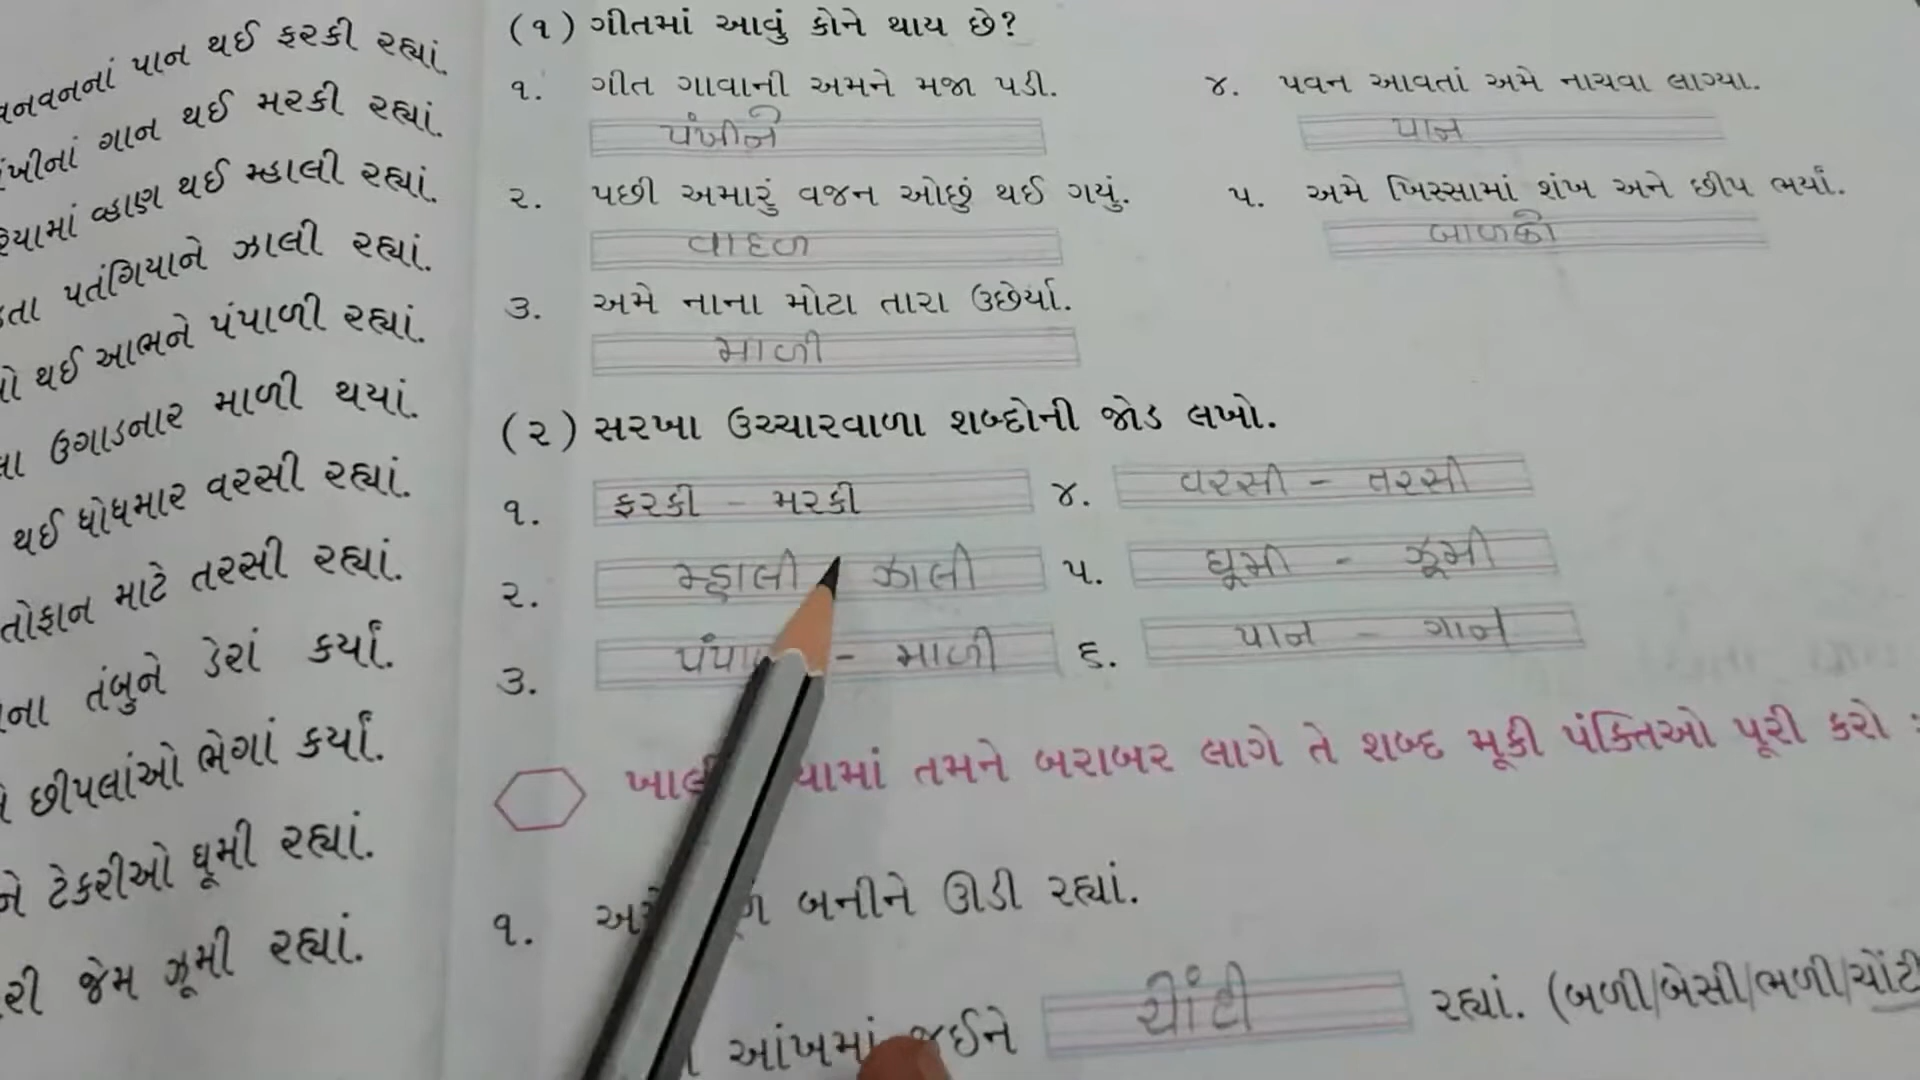 પાન થઈ ફરકી રહ્યાં.
ગાન થઈ મરકી રહ્યાં.
વ્હાણ થઈ મ્હાલી રહ્યાં.
પતંગિયાને ઝાલી રહ્યાં.
થઈ આભને પંપાળી રહ્યાં.
ઉગાડનાર માળી થયાં.
થઈ ધોધમાર વરસી રહ્યાં.
તોફાન માટે તરસી રહ્યાં.
તંબુને ડેરાં કર્યાં.
છીપલાંઓ ભેગાં કર્યાં.
ટેકરીઓ ઘૂમી રહ્યાં.
જેમ ઝૂમી રહ્યાં.
(૧) ગીતમાં આવું કોને થાય છે?
૧. ગીત ગાવાની અમને મજા પડી.
પંખીને
૨. પછી અમારું વજન ઓછું થઈ ગયું.
વાદળ
૩. અમે નાના મોટા તારા ઉછેર્યા.
માળી
૪. પવન આવતાં અમે નાચવા લાગ્યા.
પાન
૫. અમે ખિસ્સામાં શંખ અને છીપ ભર્યાં.
બાળકો
(૨) સરખા ઉચ્ચારવાળા શબ્દોની જોડ લખો.
૧. ફરકી - મરકી
૨. મ્હાલી ઝાલી
૩. - માળી
૪. વરસી - તરસી
૫. ઘૂમી - ઝૂમી
૬. પાન - ગાન
તમને બરાબર લાગે તે શબ્દ મૂકી પંક્તિઓ પૂરી કરો :
૧. બનીને ઊડી રહ્યાં.
આંખમાં જઈને ચોંટી રહ્યાં. (બળી/બેસી/ભળી/ચોંટી